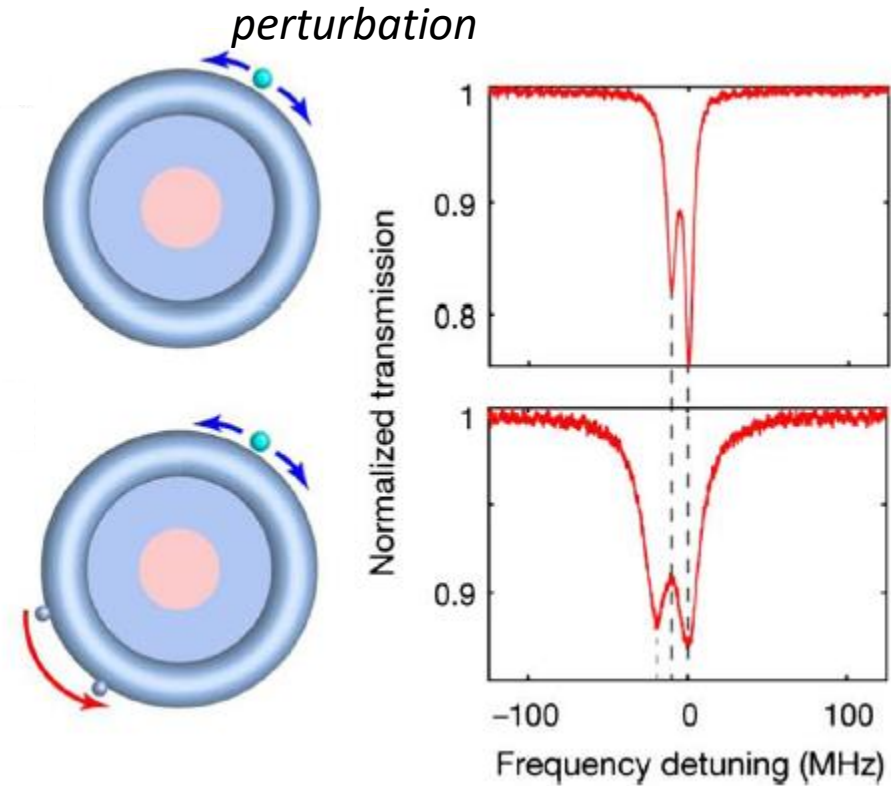 perturbation
1
0.9
0.8
1
0.9
Normalized transmission
−100 0 100
Frequency detuning (MHz)